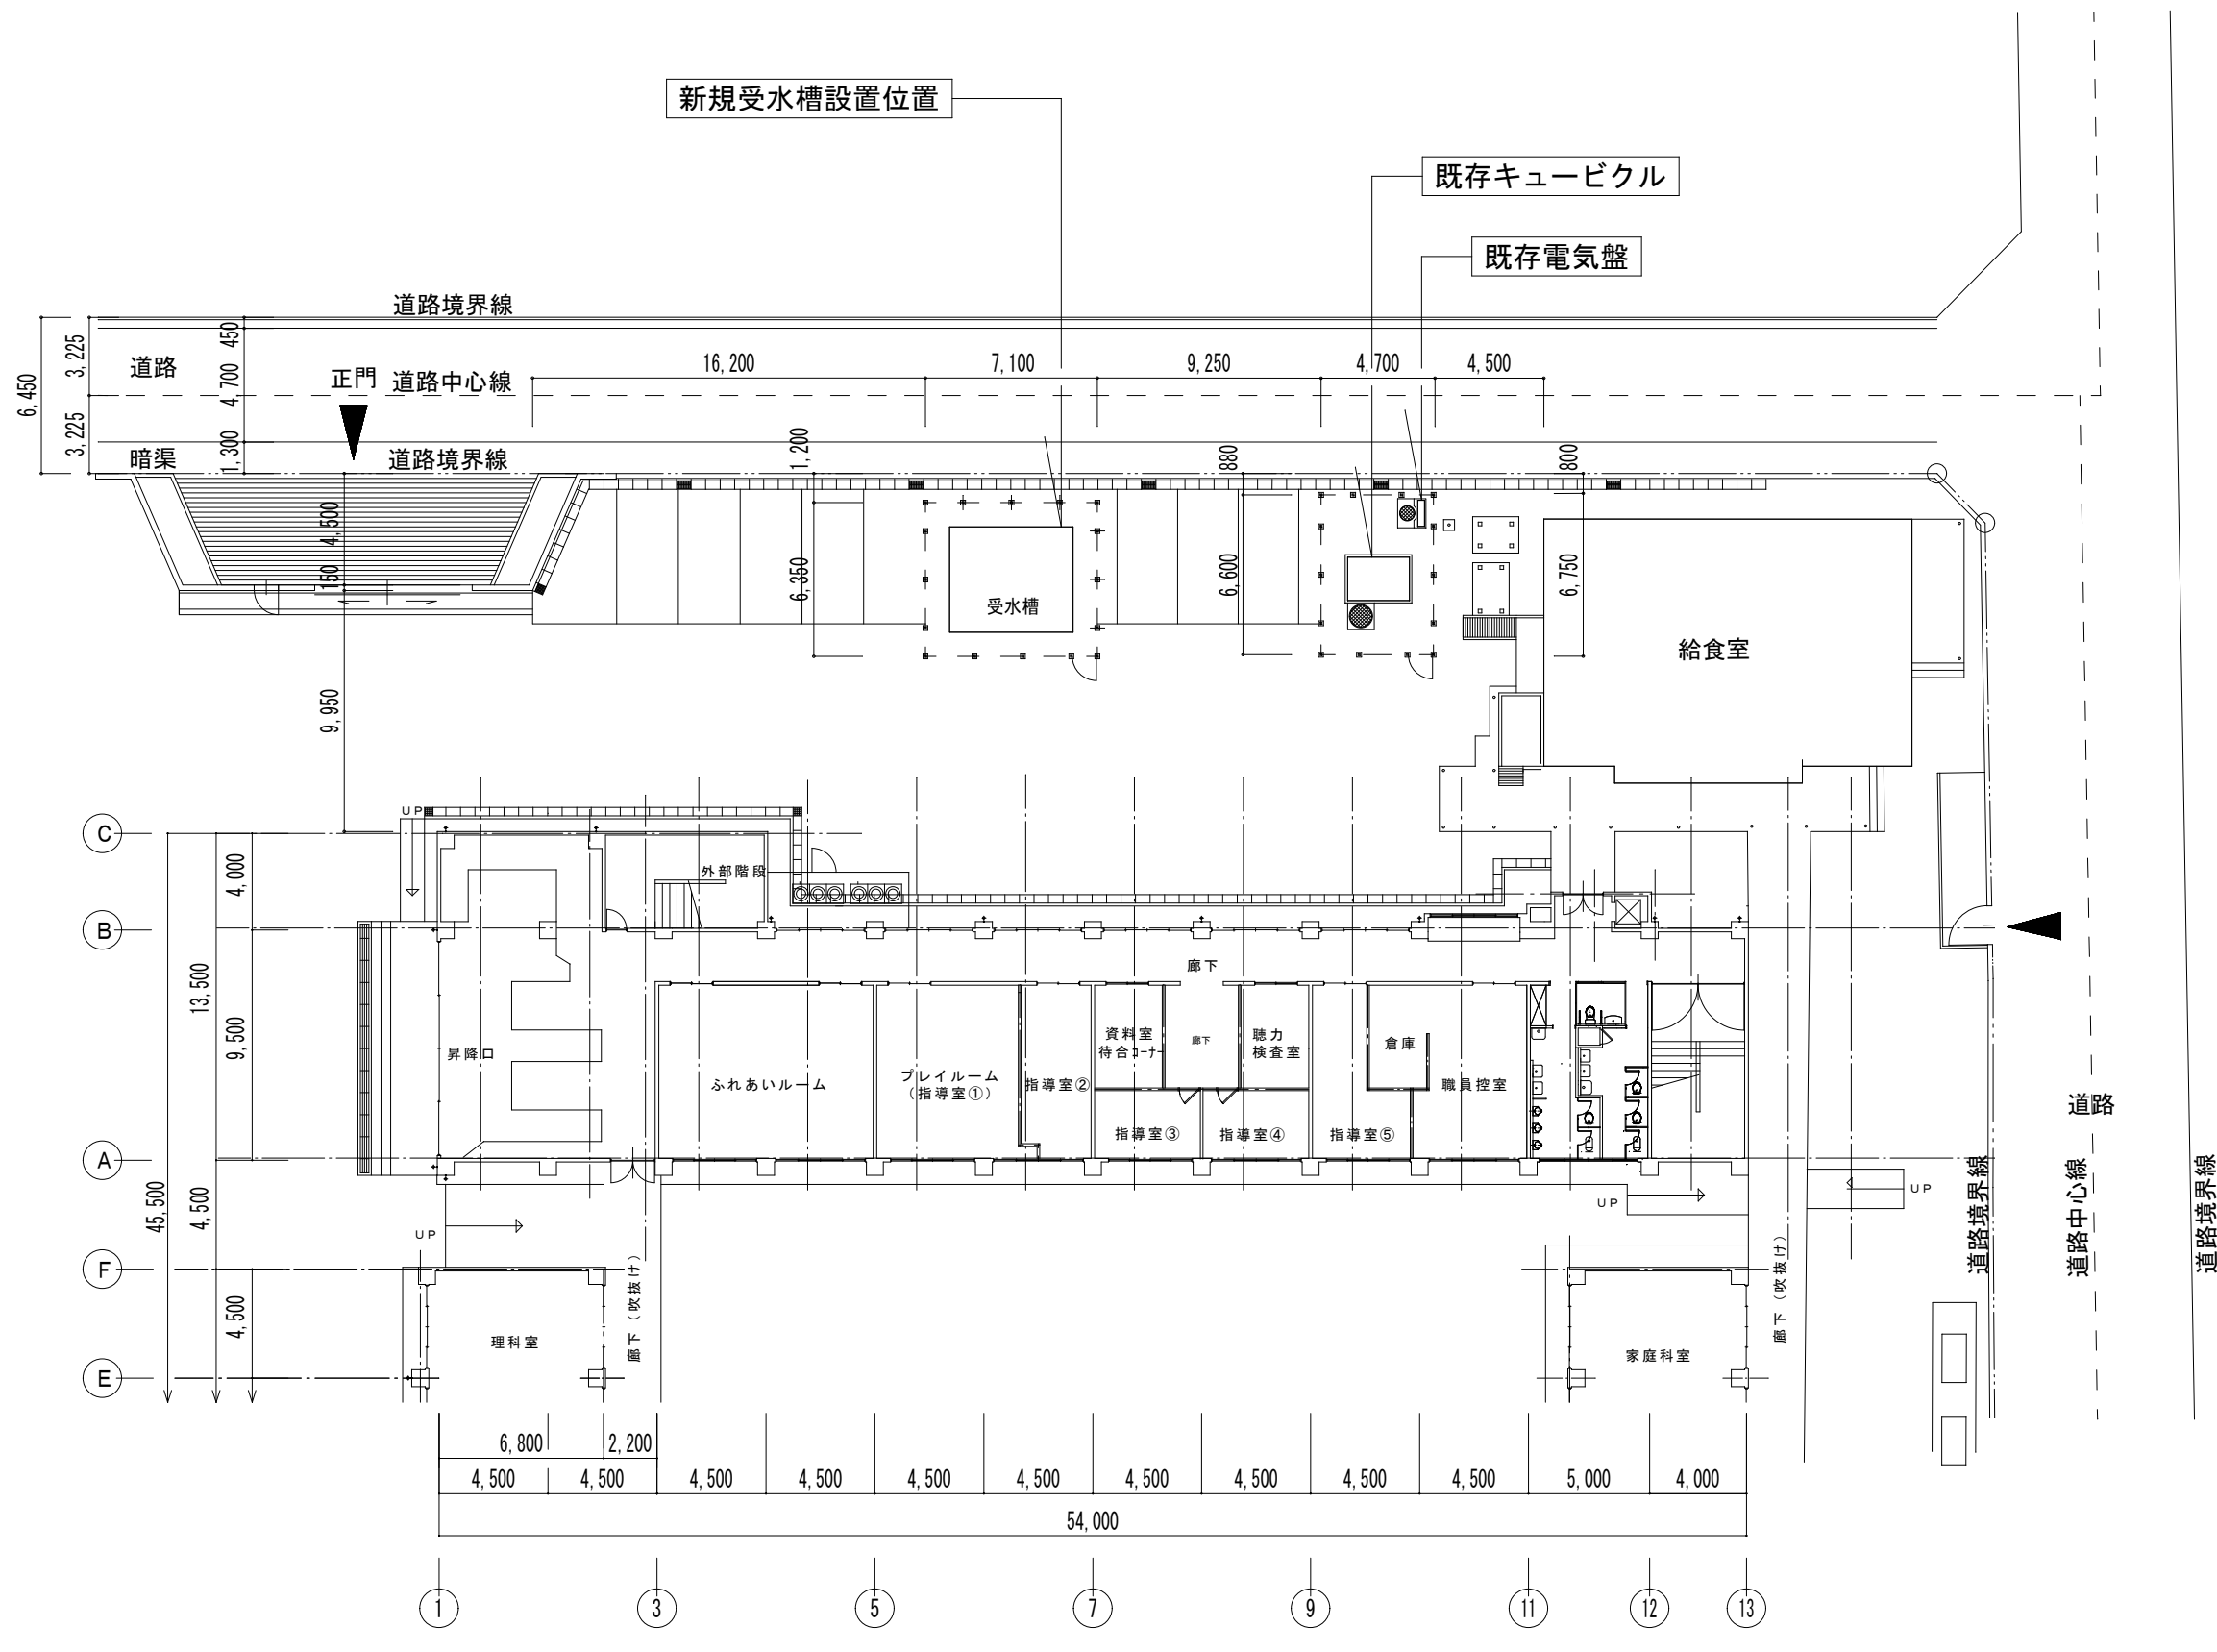 新規受水槽設置位置
既存キュービクル
既存電気盤
道路境界線
450
3,225
道路
4,700
正門
道路中心線
16,200
7,100
9,250
4,700
4,500
6,450
3,225
1,300
暗渠
道路境界線
1,200
880
800
4,500
150
6,350
受水槽
6,600
6,750
給食室
9,950
UP
C
4,000
外部階段
B
13,500
廊下
9,500
昇降口
ふれあいルーム
プレイルーム
(指導室①)
指導室②
資料室
待合コーナー
廊下
聴力
検査室
倉庫
職員控室
指導室③
指導室④
指導室⑤
道路
A
45,500
4,500
道路境界線
道路中心線
道路境界線
UP
UP
UP
F
4,500
理科室
廊下(吹抜け)
家庭科室
廊下(吹抜け)
E
6,800
2,200
4,500
4,500
4,500
4,500
4,500
4,500
4,500
4,500
4,500
4,500
5,000
4,000
54,000
1
3
5
7
9
11
12
13